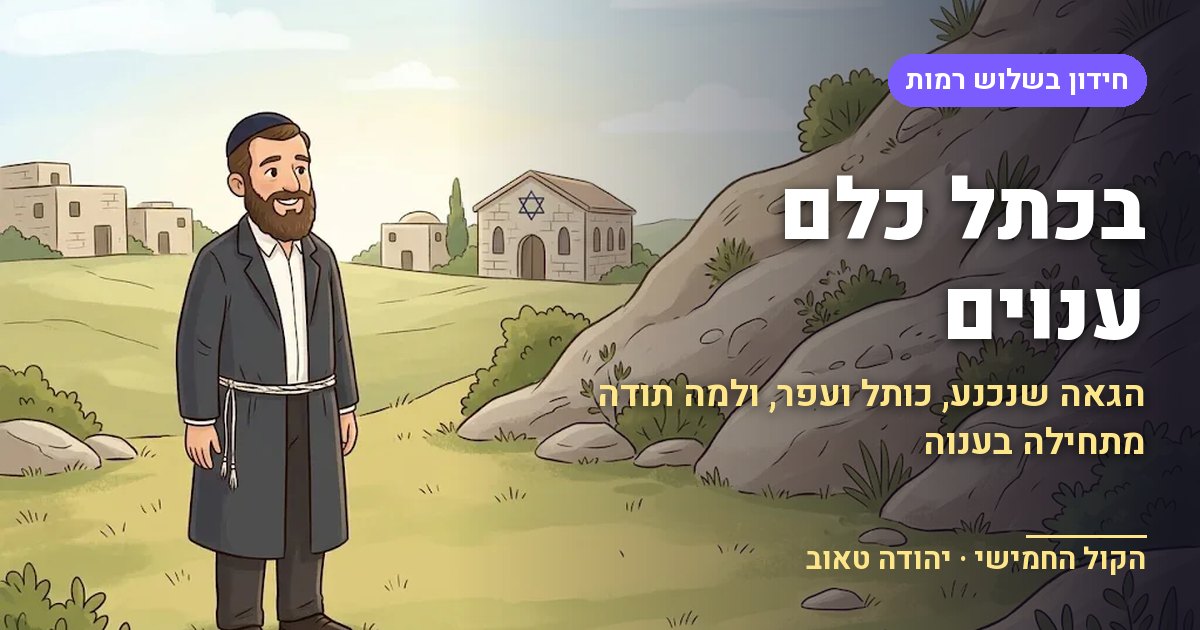 חידון בשלוש רמות
בכתל כלם
ענוים
הגאה שנכנע, כותל ועפר, ולמה תודה
מתחילה בענוה
הקול החמישי · יהודה טאוב